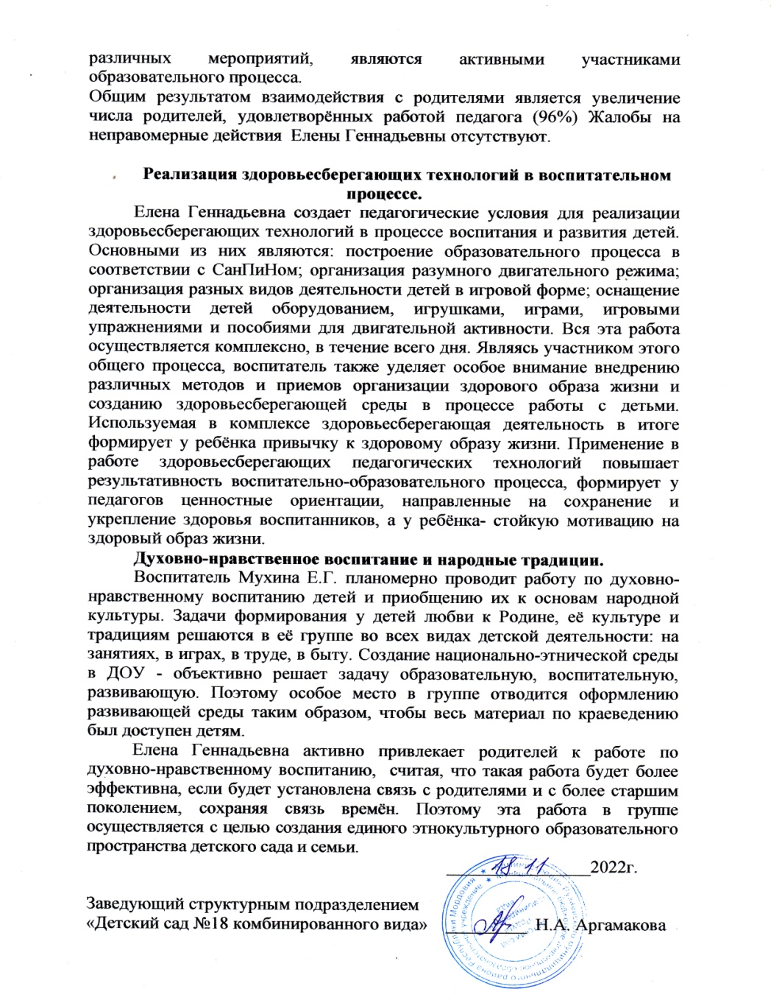 различных мероприятий, являются активными участниками
образовательного процесса.
Общим результатом взаимодействия с родителями является увеличение
числа родителей, удовлетворённых работой педагога (96%) Жалобы на
неправомерные действия Елены Геннадьевны отсутствуют.
Реализация здоровьесберегающих технологий в воспитательном
процессе.
Елена Геннадьевна создает педагогические условия для реализации
здоровьесберегающих технологий в процессе воспитания и развития детей.
Основными из них являются: построение образовательного процесса в
соответствии с СанПиНом; организация разумного двигательного режима;
организация разных видов деятельности детей в игровой форме; оснащение
деятельности детей оборудованием, игрушками, играми, игровыми
упражнениями и пособиями для двигательной активности. Вся эта работа
осуществляется комплексно, в течение всего дня. Являясь участником этого
общего процесса, воспитатель также уделяет особое внимание внедрению
различных методов и приемов организации здорового образа жизни и
созданию здоровьесберегающей среды в процессе работы с детьми.
Используемая в комплексе здоровьесберегающая деятельность в итоге
формирует у ребёнка привычку к здоровому образу жизни. Применение в
работе здоровьесберегающих педагогических технологий повышает
результативность воспитательно-образовательного процесса, формирует у
педагогов ценностные ориентации, направленные на сохранение и
укрепление здоровья воспитанников, а у ребёнка- стойкую мотивацию на
здоровый образ жизни.
Духовно-нравственное воспитание и народные традиции.
Воспитатель Мухина Е.Г. планомерно проводит работу по духовно-
нравственному воспитанию детей и приобщению их к основам народной
культуры. Задачи формирования у детей любви к Родине, её культуре и
традициям решаются в её группе во всех видах детской деятельности: на
занятиях, в играх, в труде, в быту. Создание национально-этнической среды
в ДОУ - объективно решает задачу образовательную, воспитательную,
развивающую. Поэтому особое место в группе отводится оформлению
развивающей среды таким образом, чтобы весь материал по краеведению
был доступен детям.
Елена Геннадьевна активно привлекает родителей к работе по
духовно-нравственному воспитанию, считая, что такая работа будет более
эффективна, если будет установлена связь с родителями и с более старшим
поколением, сохраняя связь времён. Поэтому эта работа в группе
осуществляется с целью создания единого этнокультурного образовательного
пространства детского сада и семьи.
18 11 2022г.
Заведующий структурным подразделением
«Детский сад №18 комбинированного вида» Н.А. Аргамакова